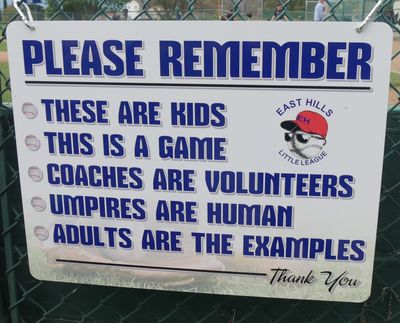 PLEASE REMEMBER
THESE ARE KIDS
THIS IS A GAME
COACHES ARE VOLUNTEERS
UMPIRES ARE HUMAN
ADULTS ARE THE EXAMPLES
EAST HILLS
EH
LITTLE LEAGUE
Thank You